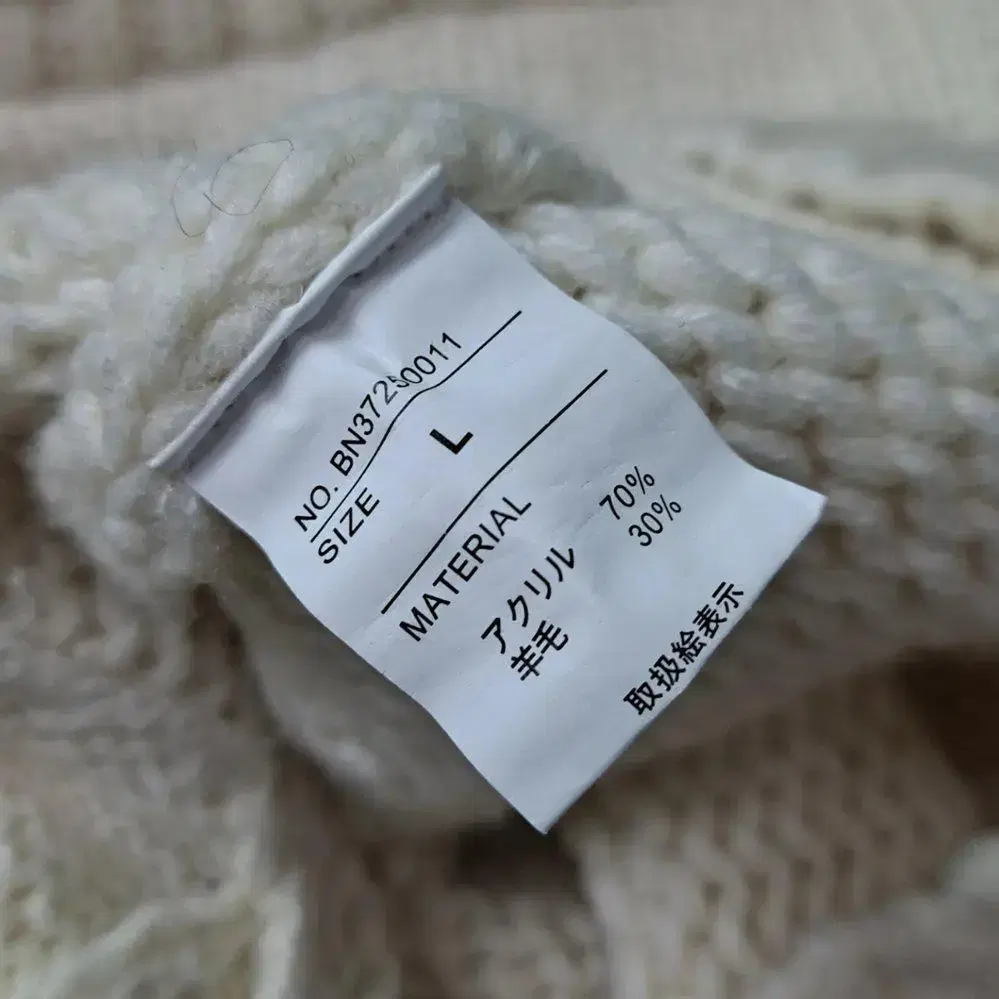 NO. BN37250011
SIZE L
MATERIAL
アクリル 70%
羊毛 30%
取扱絵表示